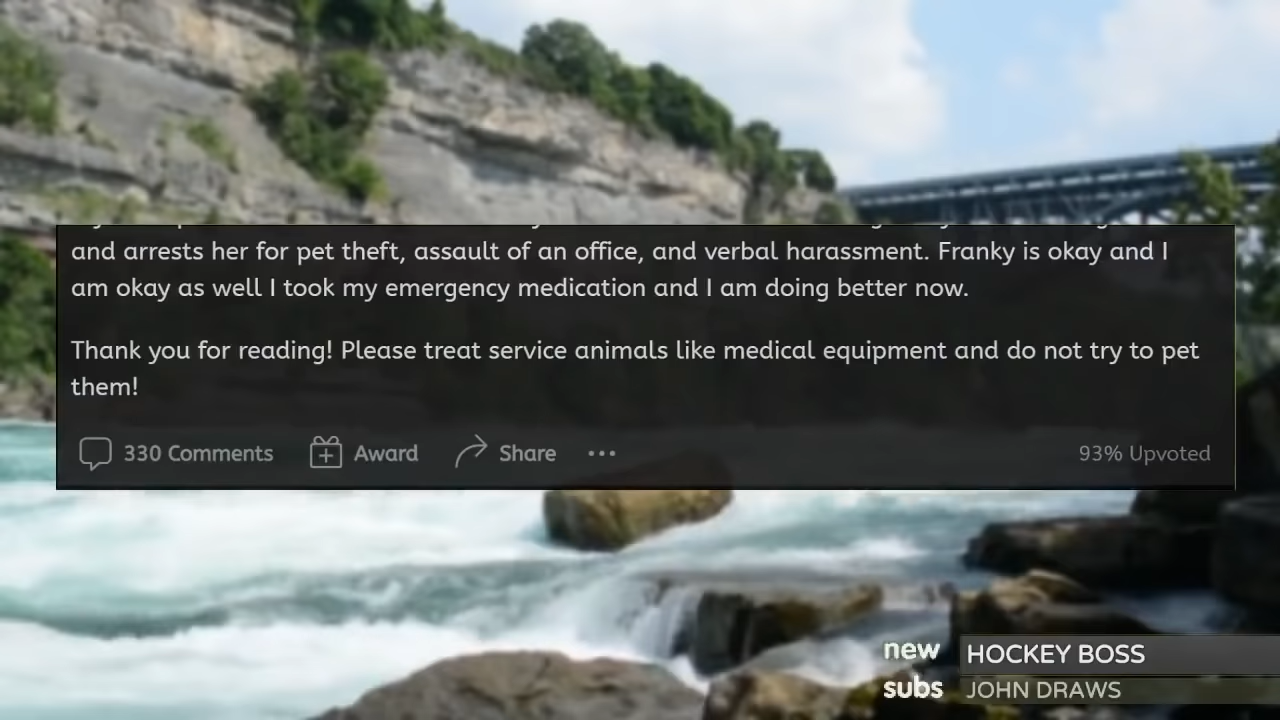 and arrests her for pet theft, assault of an office, and verbal harassment. Franky is okay and I
am okay as well I took my emergency medication and I am doing better now.
Thank you for reading! Please treat service animals like medical equipment and do not try to pet
them!
330 Comments Award Share ••• 93% Upvoted
new HOCKEY BOSS
subs JOHN DRAWS